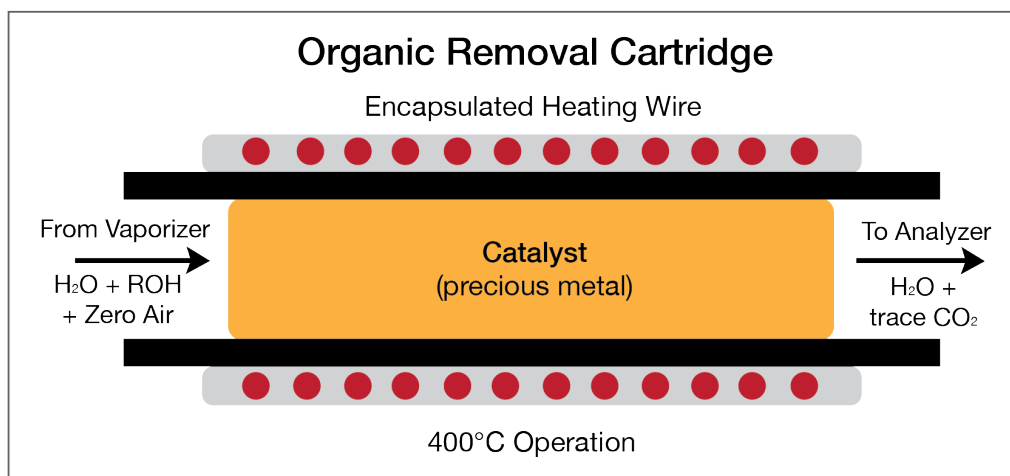 Organic Removal Cartridge
Encapsulated Heating Wire
From Vaporizer
H₂O + ROH
+ Zero Air
Catalyst
(precious metal)
To Analyzer
H₂O +
trace CO₂
400°C Operation